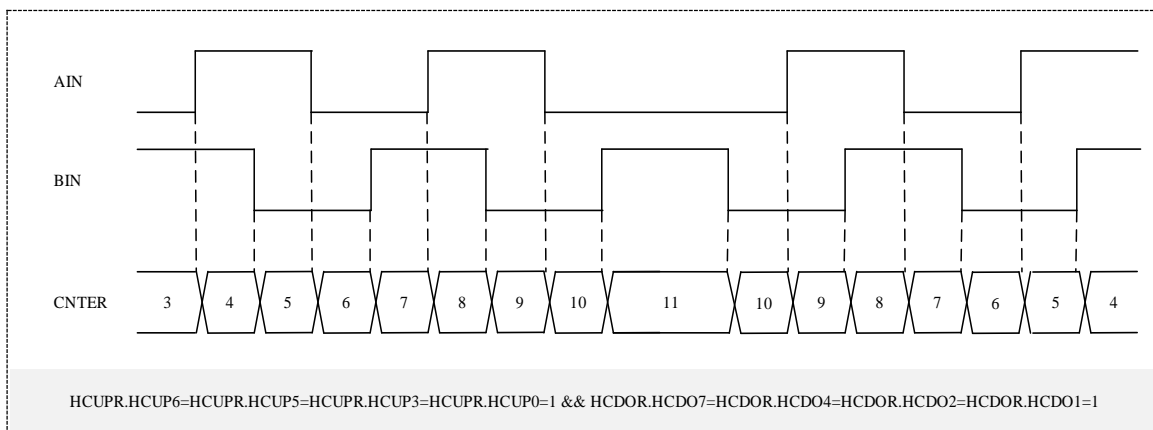 AIN
BIN
CNTER 3 4 5 6 7 8 9 10 11 10 9 8 7 6 5 4
HCUPR.HCUP6=HCUPR.HCUP5=HCUPR.HCUP3=HCUPR.HCUP0=1 && HCDOR.HCDO7=HCDOR.HCDO4=HCDOR.HCDO2=HCDOR.HCDO1=1